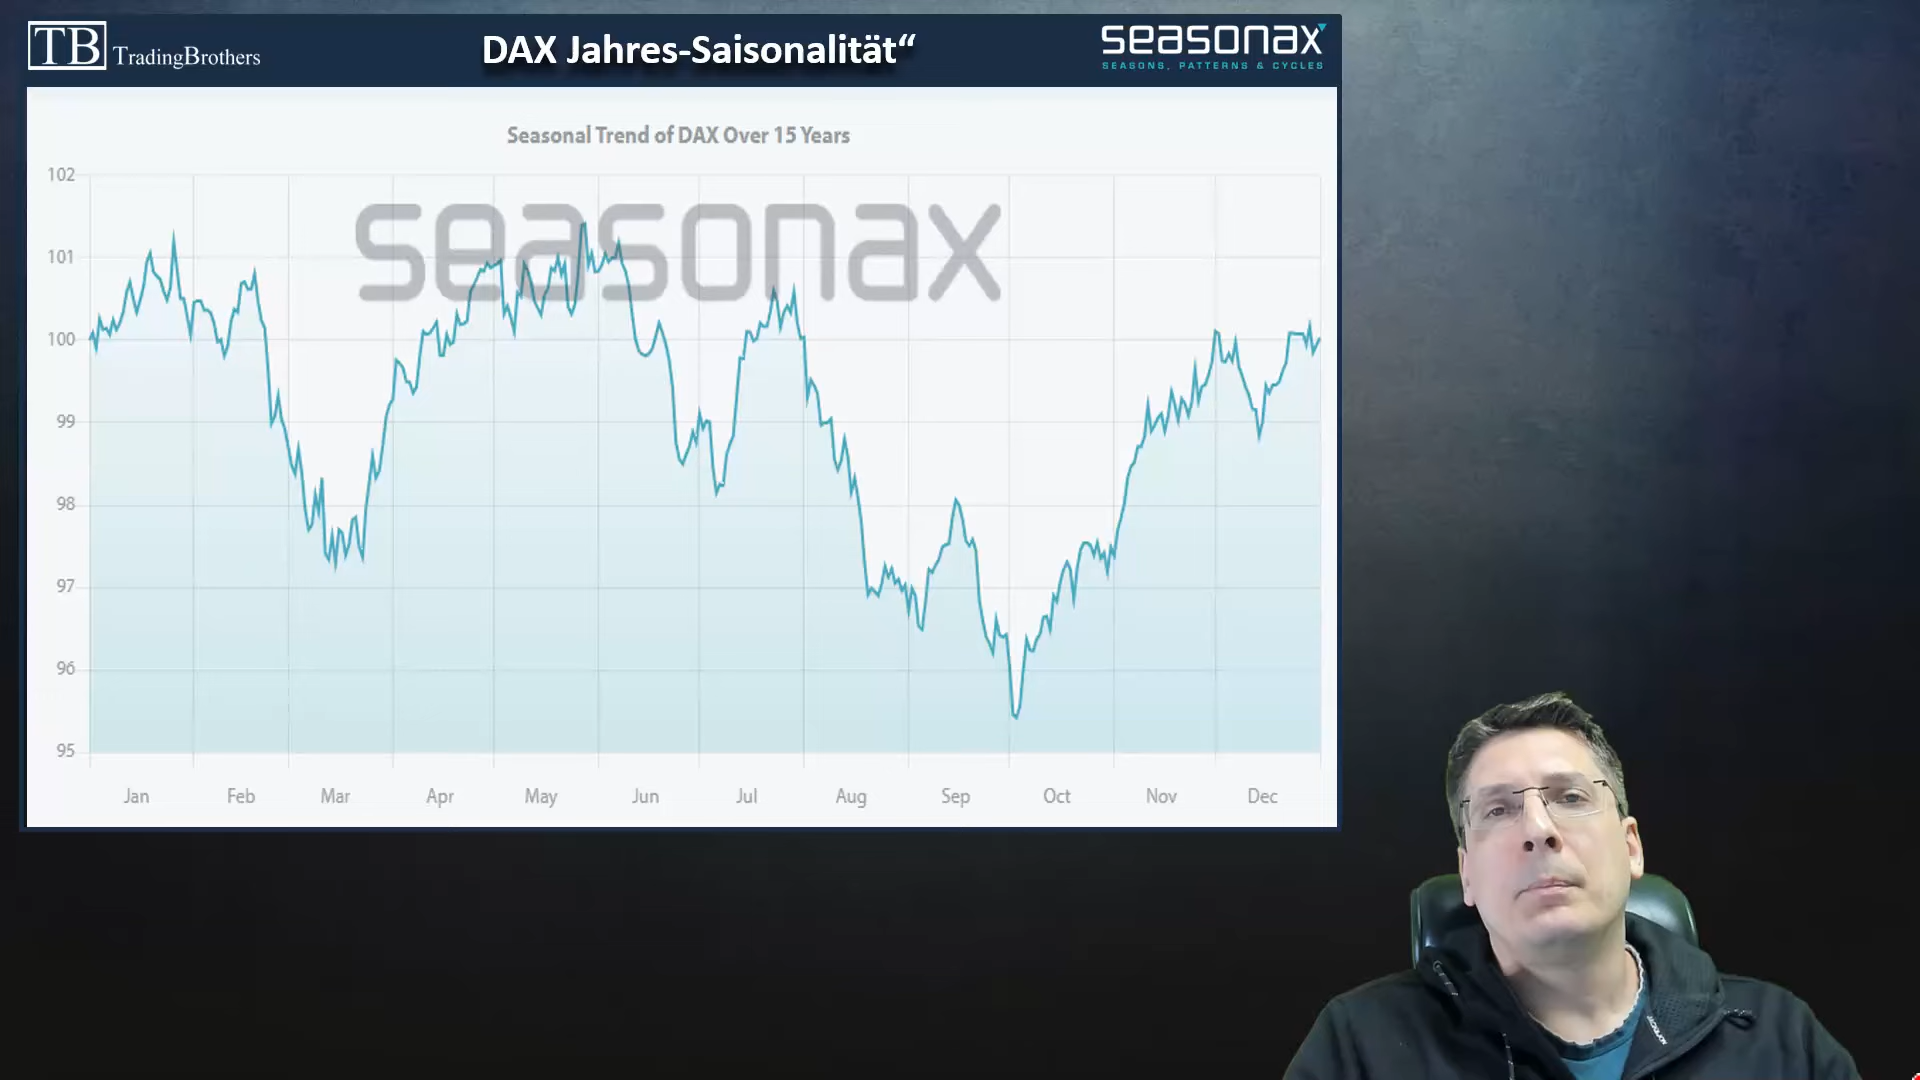 TB TradingBrothers
DAX Jahres-Saisonalität“
seasonax
SEASONS, PATTERNS & CYCLES
Seasonal Trend of DAX Over 15 Years
seasonax
102
101
100
99
98
97
96
95
Jan Feb Mar Apr May Jun Jul Aug Sep Oct Nov Dec